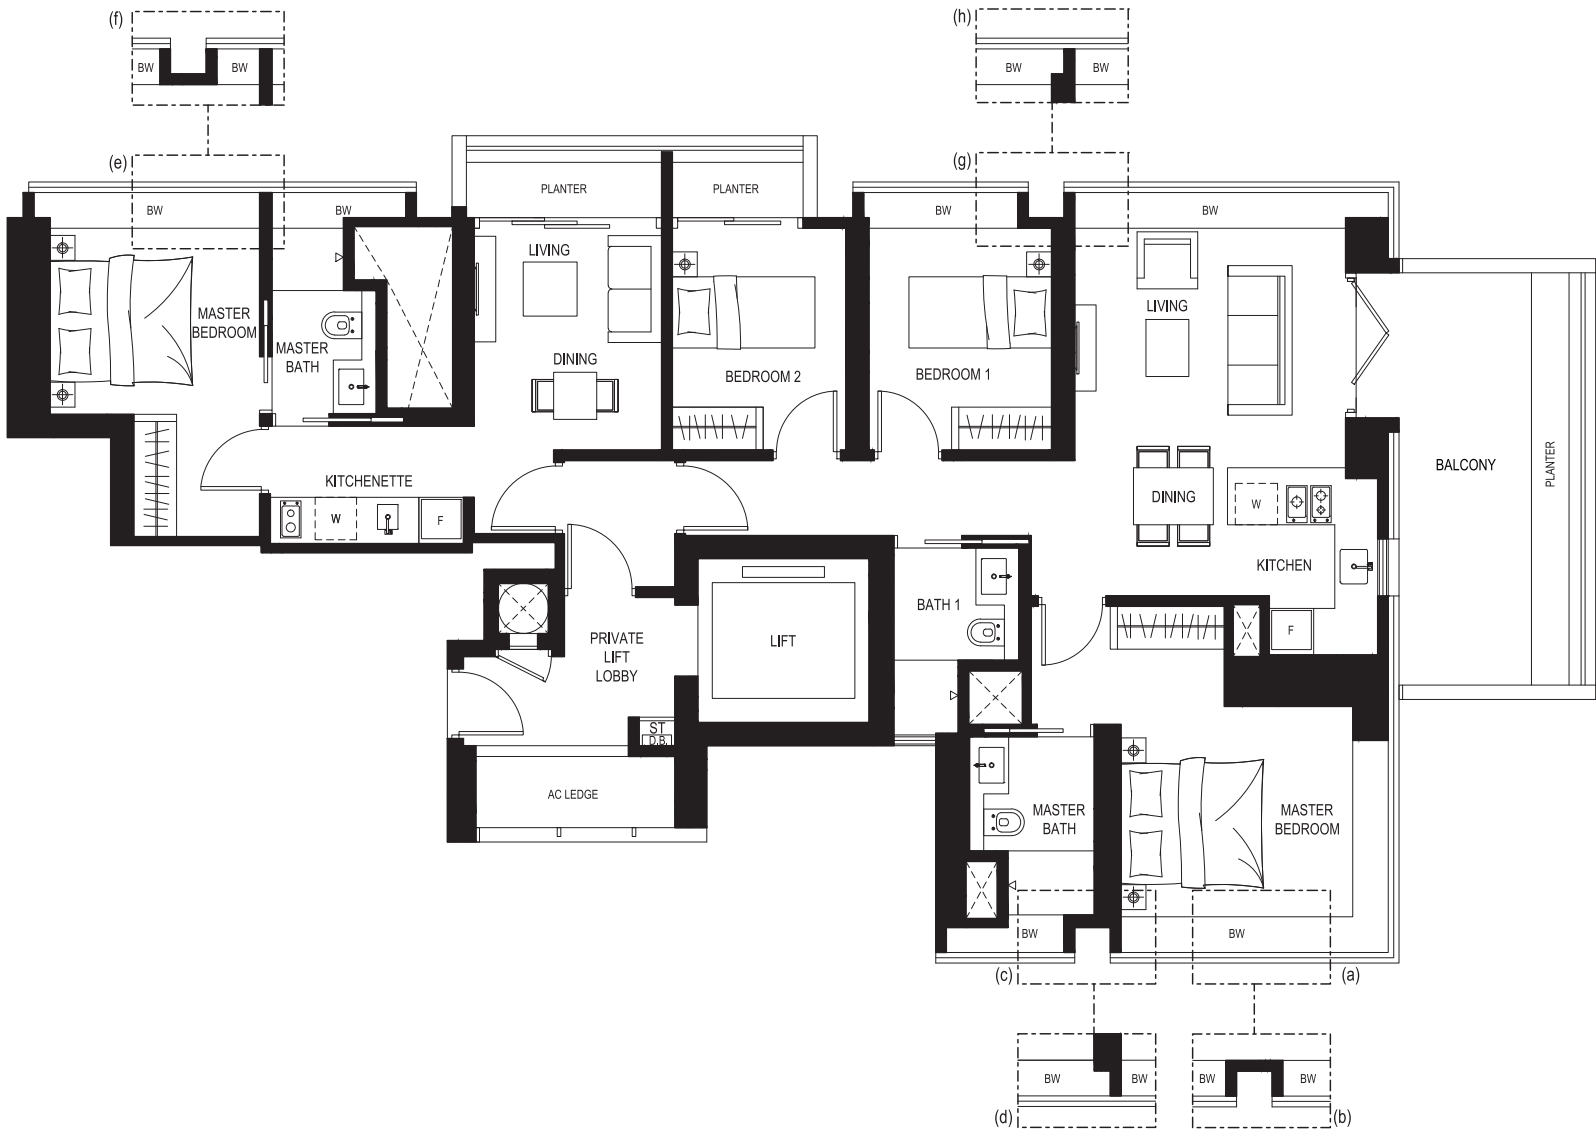 (f)
(h)
BW
BW
BW
BW
(e)
(g)
PLANTER
PLANTER
BW
BW
BW
BW
LIVING
LIVING
MASTER
BEDROOM
MASTER
BATH
DINING
BEDROOM 2
BEDROOM 1
BALCONY
PLANTER
KITCHENETTE
DINING
W
F
W
KITCHEN
BATH 1
F
PRIVATE
LIFT
LOBBY
LIFT
ST
D.B.
AC LEDGE
MASTER
BATH
MASTER
BEDROOM
BW
BW
(c)
(a)
BW
BW
BW
BW
(d)
(b)